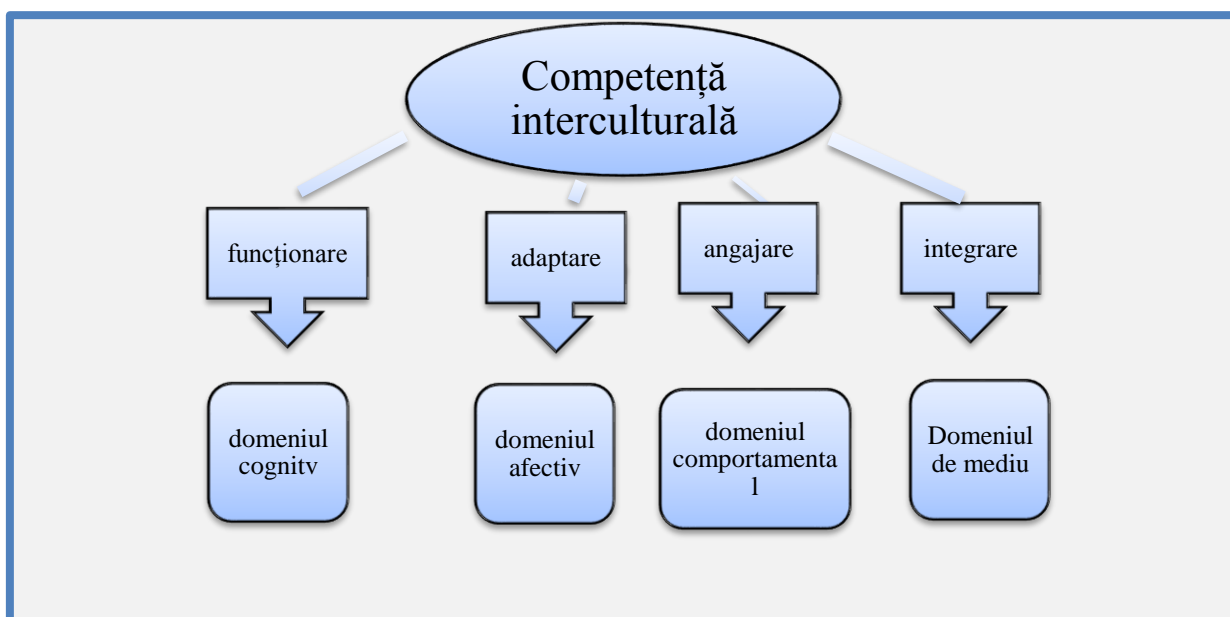 Competență
interculturală
funcționare
adaptare
angajare
integrare
domeniul
cognitv
domeniul
afectiv
domeniul
comportamenta
l
Domeniul
de mediu